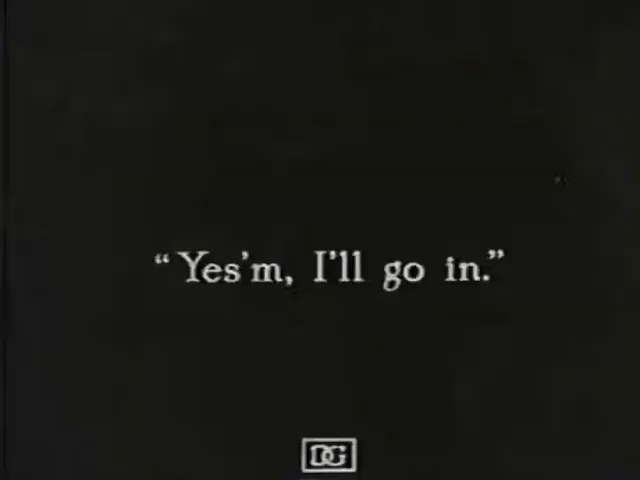 “Yes'm, I'll go in.”
DG